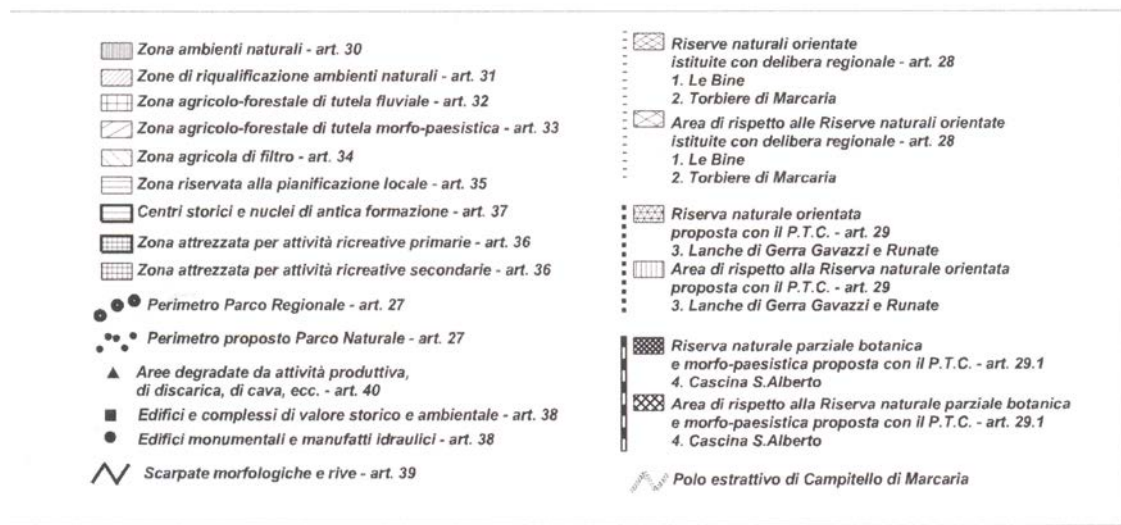 Zona ambienti naturali - art. 30
Zone di riqualificazione ambienti naturali - art. 31
Zona agricolo-forestale di tutela fluviale - art. 32
Zona agricolo-forestale di tutela morfo-paesistica - art. 33
Zona agricola di filtro - art. 34
Zona riservata alla pianificazione locale - art. 35
Centri storici e nuclei di antica formazione - art. 37
Zona attrezzata per attività ricreative primarie - art. 36
Zona attrezzata per attività ricreative secondarie - art. 36
Perimetro Parco Regionale - art. 27
Perimetro proposto Parco Naturale - art. 27
Aree degradate da attività produttiva,
di discarica, di cava, ecc. - art. 40
Edifici e complessi di valore storico e ambientale - art. 38
Edifici monumentali e manufatti idraulici - art. 38
Scarpate morfologiche e rive - art. 39
Riserve naturali orientate
istituite con delibera regionale - art. 28
1. Le Bine
2. Torbiere di Marcaria
Area di rispetto alle Riserve naturali orientate
istituite con delibera regionale - art. 28
1. Le Bine
2. Torbiere di Marcaria
Riserva naturale orientata
proposta con il P.T.C. - art. 29
3. Lanche di Gerra Gavazzi e Runate
Area di rispetto alla Riserva naturale orientata
proposta con il P.T.C. - art. 29
3. Lanche di Gerra Gavazzi e Runate
Riserva naturale parziale botanica
e morfo-paesistica proposta con il P.T.C. - art. 29.1
4. Cascina S.Alberto
Area di rispetto alla Riserva naturale parziale botanica
e morfo-paesistica proposta con il P.T.C. - art. 29.1
4. Cascina S.Alberto
Polo estrattivo di Campitello di Marcaria